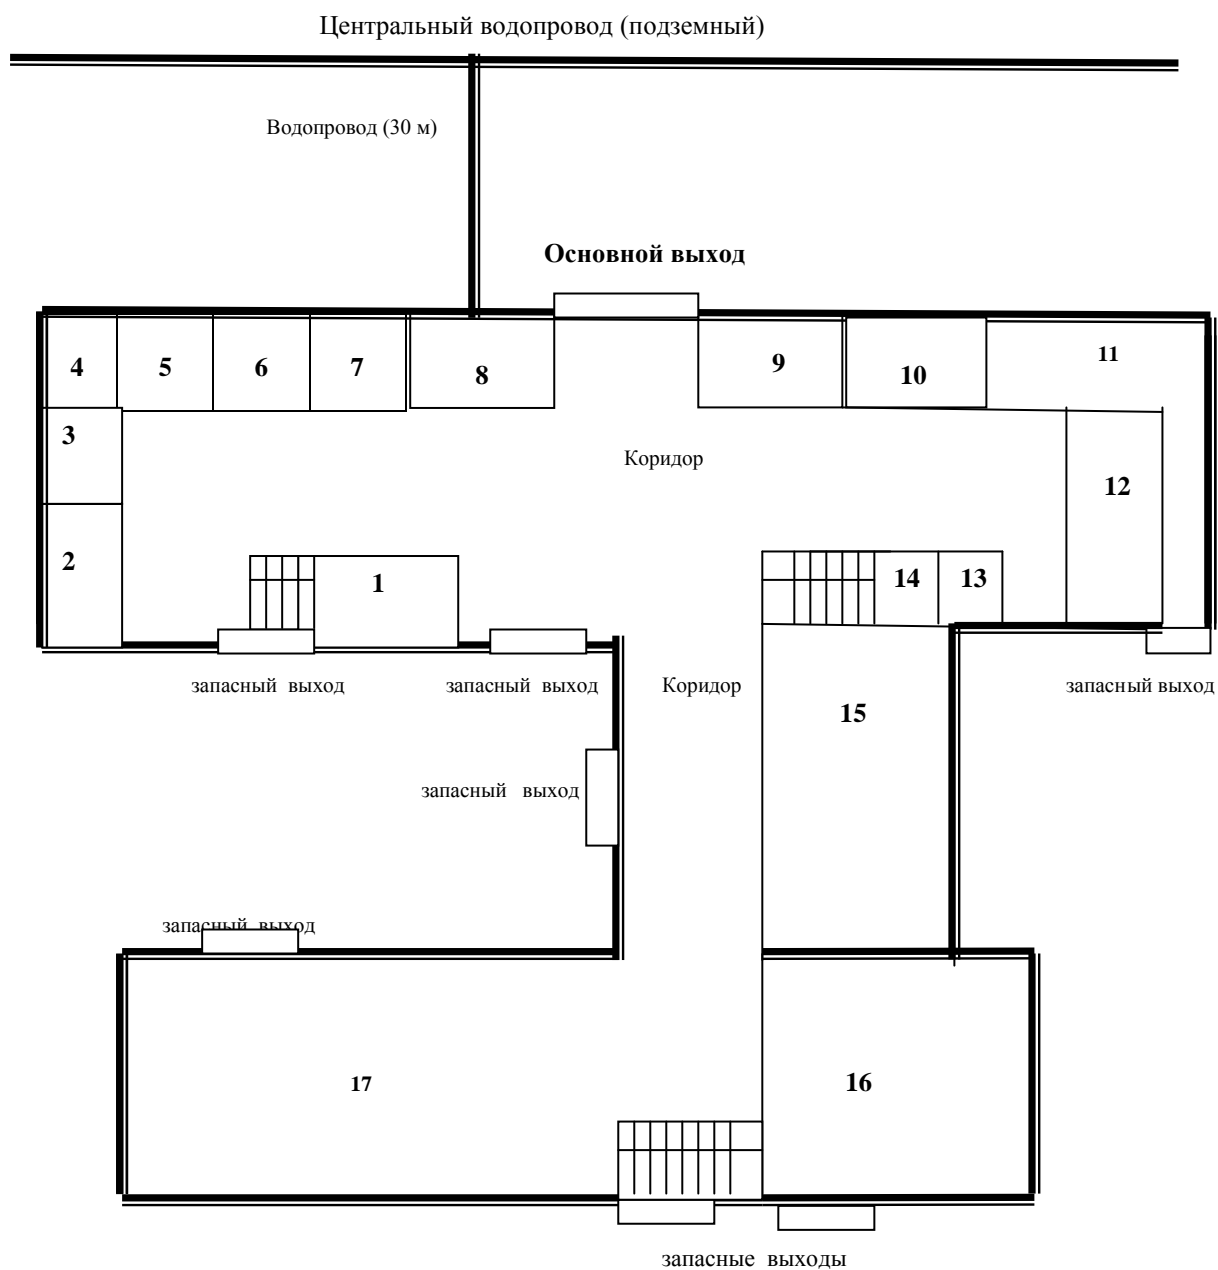 Центральный водопровод (подземный)
Водопровод (30 м)
Основной выход
4
5
6
7
8
9
10
11
3
Коридор
12
2
1
14
13
запасный выход
запасный выход
Коридор
запасный выход
15
запасный выход
запасный выход
17
16
запасные выходы